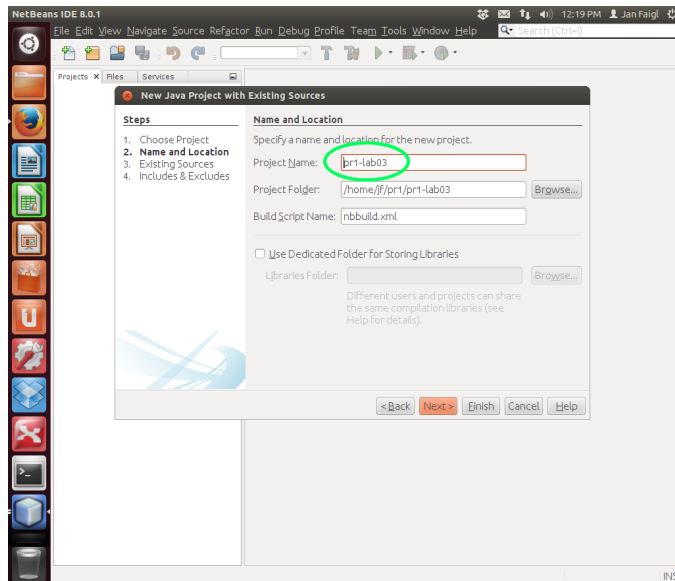 NetBeans IDE 8.0.1
12:19 PM Jan Faigl
File Edit View Navigate Source Refactor Run Debug Profile Team Tools Window Help
Search (Ctrl+I)
Projects Files Services
New Java Project with Existing Sources
Steps
1. Choose Project
2. Name and Location
3. Existing Sources
4. Includes & Excludes
Name and Location
Specify a name and location for the new project.
Project Name: pr1-lab03
Project Folder: /home/jf/pr1/pr1-lab03 Browse...
Build Script Name: nbbuild.xml
Use Dedicated Folder for Storing Libraries
Libraries Folder: Browse...
Different users and projects can share
the same compilation libraries (see
Help for details).
< Back Next > Finish Cancel Help
INS